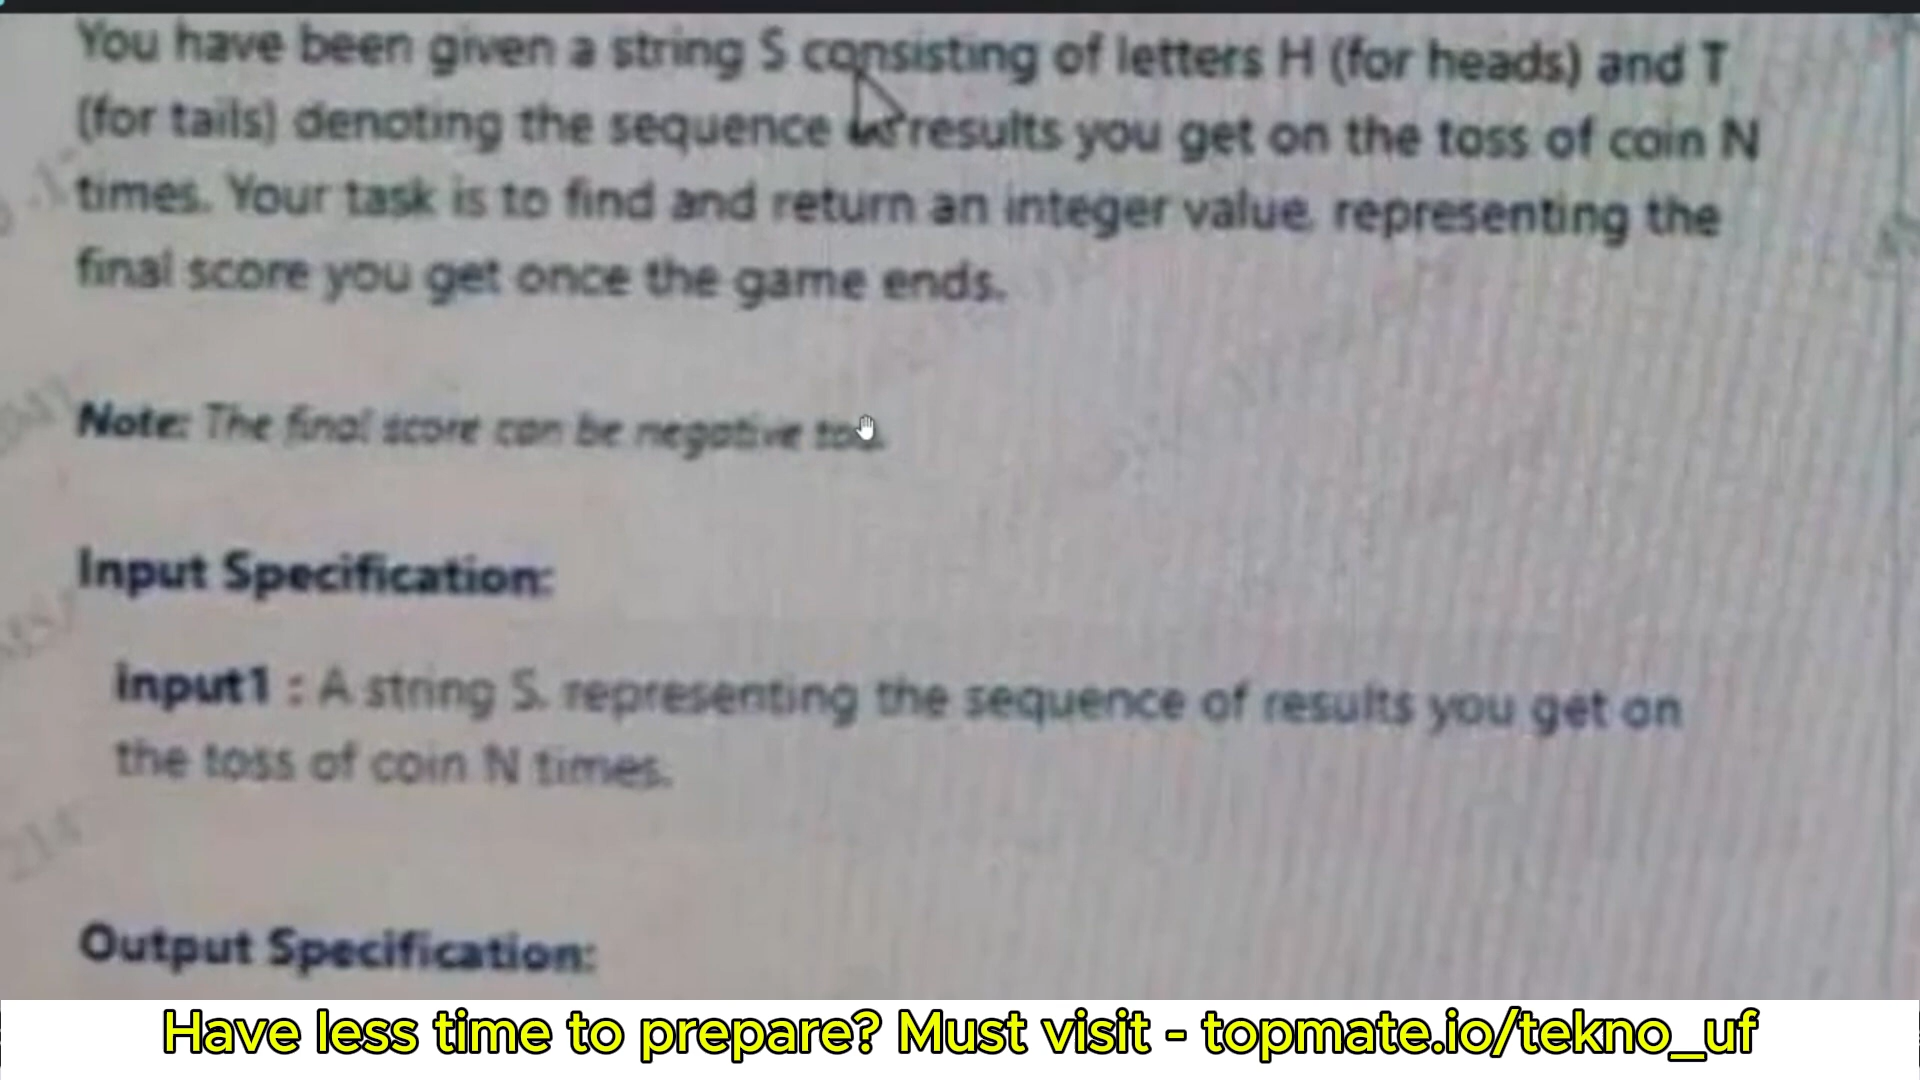 You have been given a string S consisting of letters H (for heads) and T
(for tails) denoting the sequence results you get on the toss of coin N
times. Your task is to find and return an integer value, representing the
final score you get once the game ends.
Note: The final score can be negative too.
Input Specification:
input1 : A string S, representing the sequence of results you get on
the toss of coin N times.
Output Specification:
Have less time to prepare? Must visit - topmate.io/tekno_uf